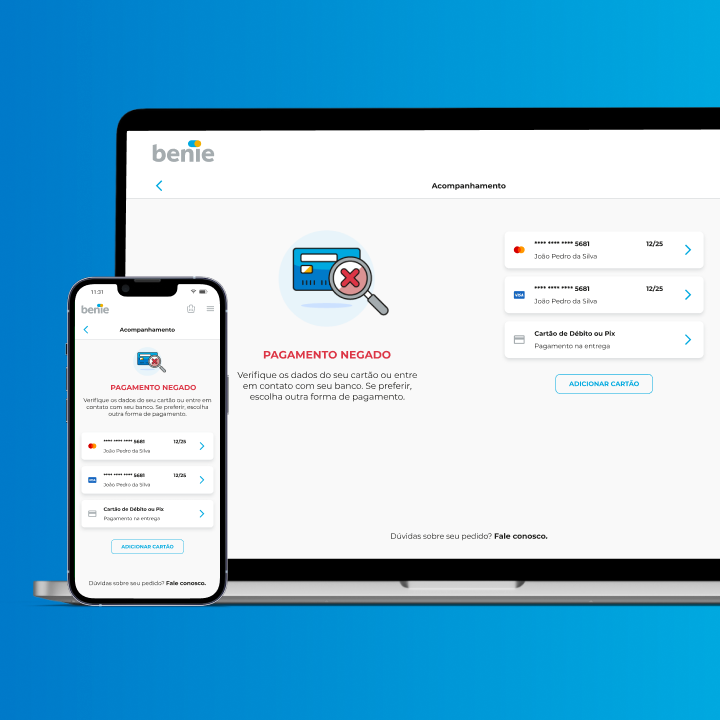 benie
Acompanhamento
PAGAMENTO NEGADO
Verifique os dados do seu cartão ou entre
em contato com seu banco. Se preferir,
escolha outra forma de pagamento.
**** **** **** 5681 12/25
João Pedro da Silva
VISA
**** **** **** 5681 12/25
João Pedro da Silva
Cartão de Débito ou Pix
Pagamento na entrega
ADICIONAR CARTÃO
Dúvidas sobre seu pedido? Fale conosco.
11:31
benie
Acompanhamento
PAGAMENTO NEGADO
Verifique os dados do seu cartão ou entre em
contato com seu banco. Se preferir, escolha
outra forma de pagamento.
**** **** **** 5681 12/25
João Pedro da Silva
VISA
**** **** **** 5681 12/25
João Pedro da Silva
Cartão de Débito ou Pix
Pagamento na entrega
ADICIONAR CARTÃO
Dúvidas sobre seu pedido? Fale conosco.